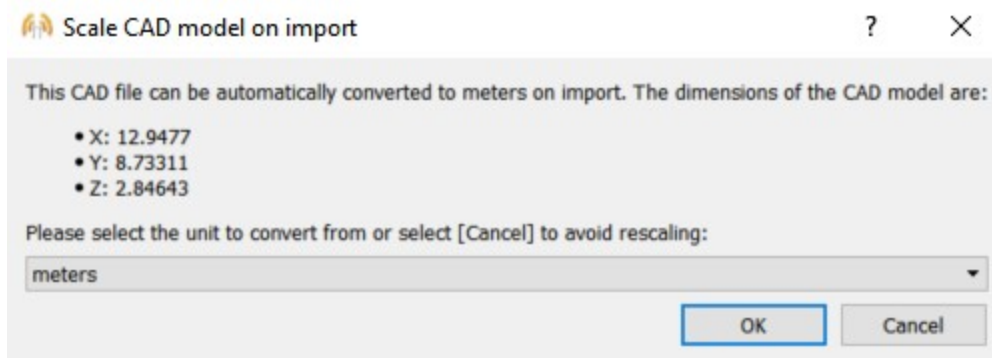 Scale CAD model on import ?
This CAD file can be automatically converted to meters on import. The dimensions of the CAD model are:
• X: 12.9477
• Y: 8.73311
• Z: 2.84643
Please select the unit to convert from or select [Cancel] to avoid rescaling:
meters
OK Cancel